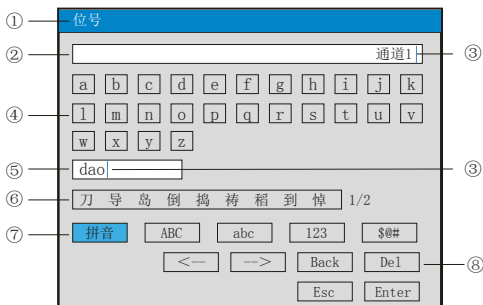 ① 位号
② 通道1 ③
a b c d e f g h i j k
④ l m n o p q r s t u v
w x y z
⑤ dao ③
⑥ 刀 导 岛 倒 捣 祷 稻 到 悼 1/2
⑦ 拼音 ABC abc 123 $@#
<-- --> Back Del ⑧
Esc Enter